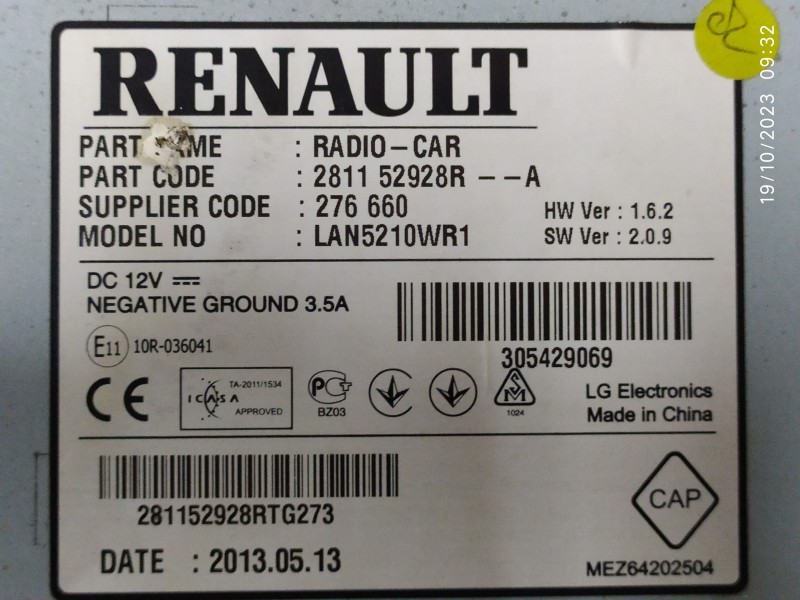 RENAULT
PART NAME : RADIO-CAR
PART CODE : 2811 52928R --A
SUPPLIER CODE : 276 660
HW Ver : 1.6.2
MODEL NO : LAN5210WR1
SW Ver : 2.0.9
DC 12V
NEGATIVE GROUND 3.5A
E11 10R-036041
305429069
CE
ICASA
TA-2011/1534
APPROVED
BZ03
1024
LG Electronics
Made in China
281152928RTG273
CAP
DATE : 2013.05.13
MEZ64202504
19/10/2023 09:32